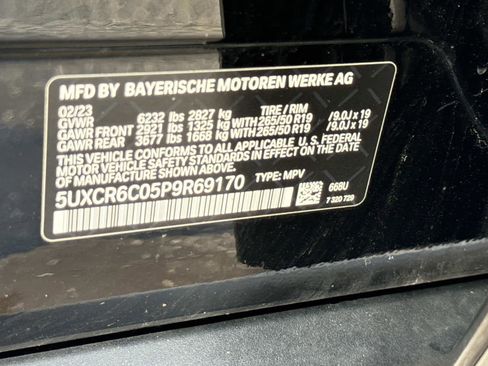 MFD BY BAYERISCHE MOTOREN WERKE AG
02/23 TIRE / RIM
GVWR 6232 lbs 2827 kg
GAWR FRONT 2921 lbs 1325 kg WITH 265/50 R19 /9.0J x 19
GAWR REAR 3677 lbs 1668 kg WITH 265/50 R19 /9.0J x 19
THIS VEHICLE CONFORMS TO ALL APPLICABLE U.S. FEDERAL
MOTOR VEHICLE SAFETY STANDARDS IN EFFECT ON THE DATE
OF MANUFACTURE SHOWN ABOVE.
5UXCR6C05P9R69170 TYPE: MPV
668U
7 320 729